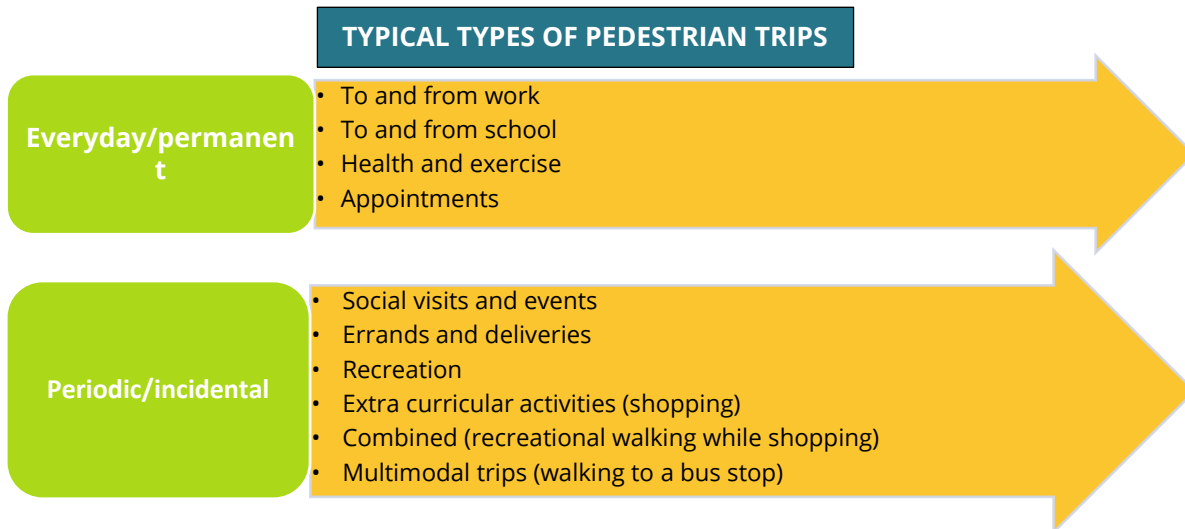 TYPICAL TYPES OF PEDESTRIAN TRIPS
Everyday/permanen
t
• To and from work
• To and from school
• Health and exercise
• Appointments
Periodic/incidental
• Social visits and events
• Errands and deliveries
• Recreation
• Extra curricular activities (shopping)
• Combined (recreational walking while shopping)
• Multimodal trips (walking to a bus stop)